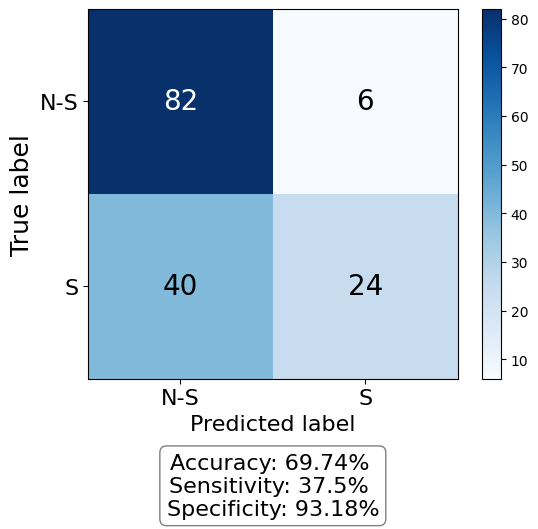 82
6
40
24
N-S
S
True label
N-S
S
Predicted label
80
70
60
50
40
30
20
10
Accuracy: 69.74%
Sensitivity: 37.5%
Specificity: 93.18%